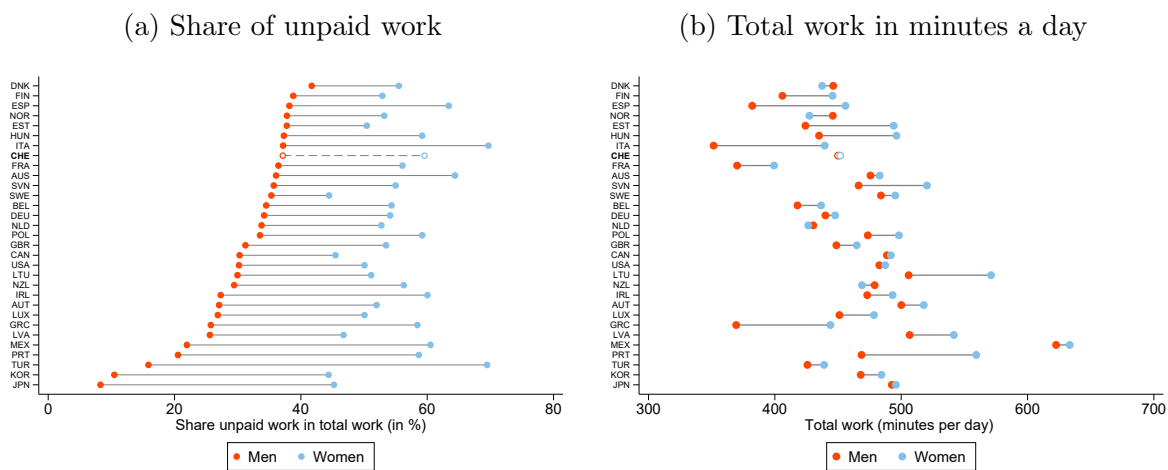 (a) Share of unpaid work
DNK
FIN
ESP
NOR
EST
HUN
ITA
CHE
FRA
AUS
SVN
SWE
BEL
DEU
NLD
POL
GBR
CAN
USA
LTU
NZL
IRL
AUT
LUX
GRC
LVA
MEX
PRT
TUR
KOR
JPN
0 20 40 60 80
Share unpaid work in total work (in %)
Men Women
(b) Total work in minutes a day
DNK
FIN
ESP
NOR
EST
HUN
ITA
CHE
FRA
AUS
SVN
SWE
BEL
DEU
NLD
POL
GBR
CAN
USA
LTU
NZL
IRL
AUT
LUX
GRC
LVA
MEX
PRT
TUR
KOR
JPN
300 400 500 600 700
Total work (minutes per day)
Men Women